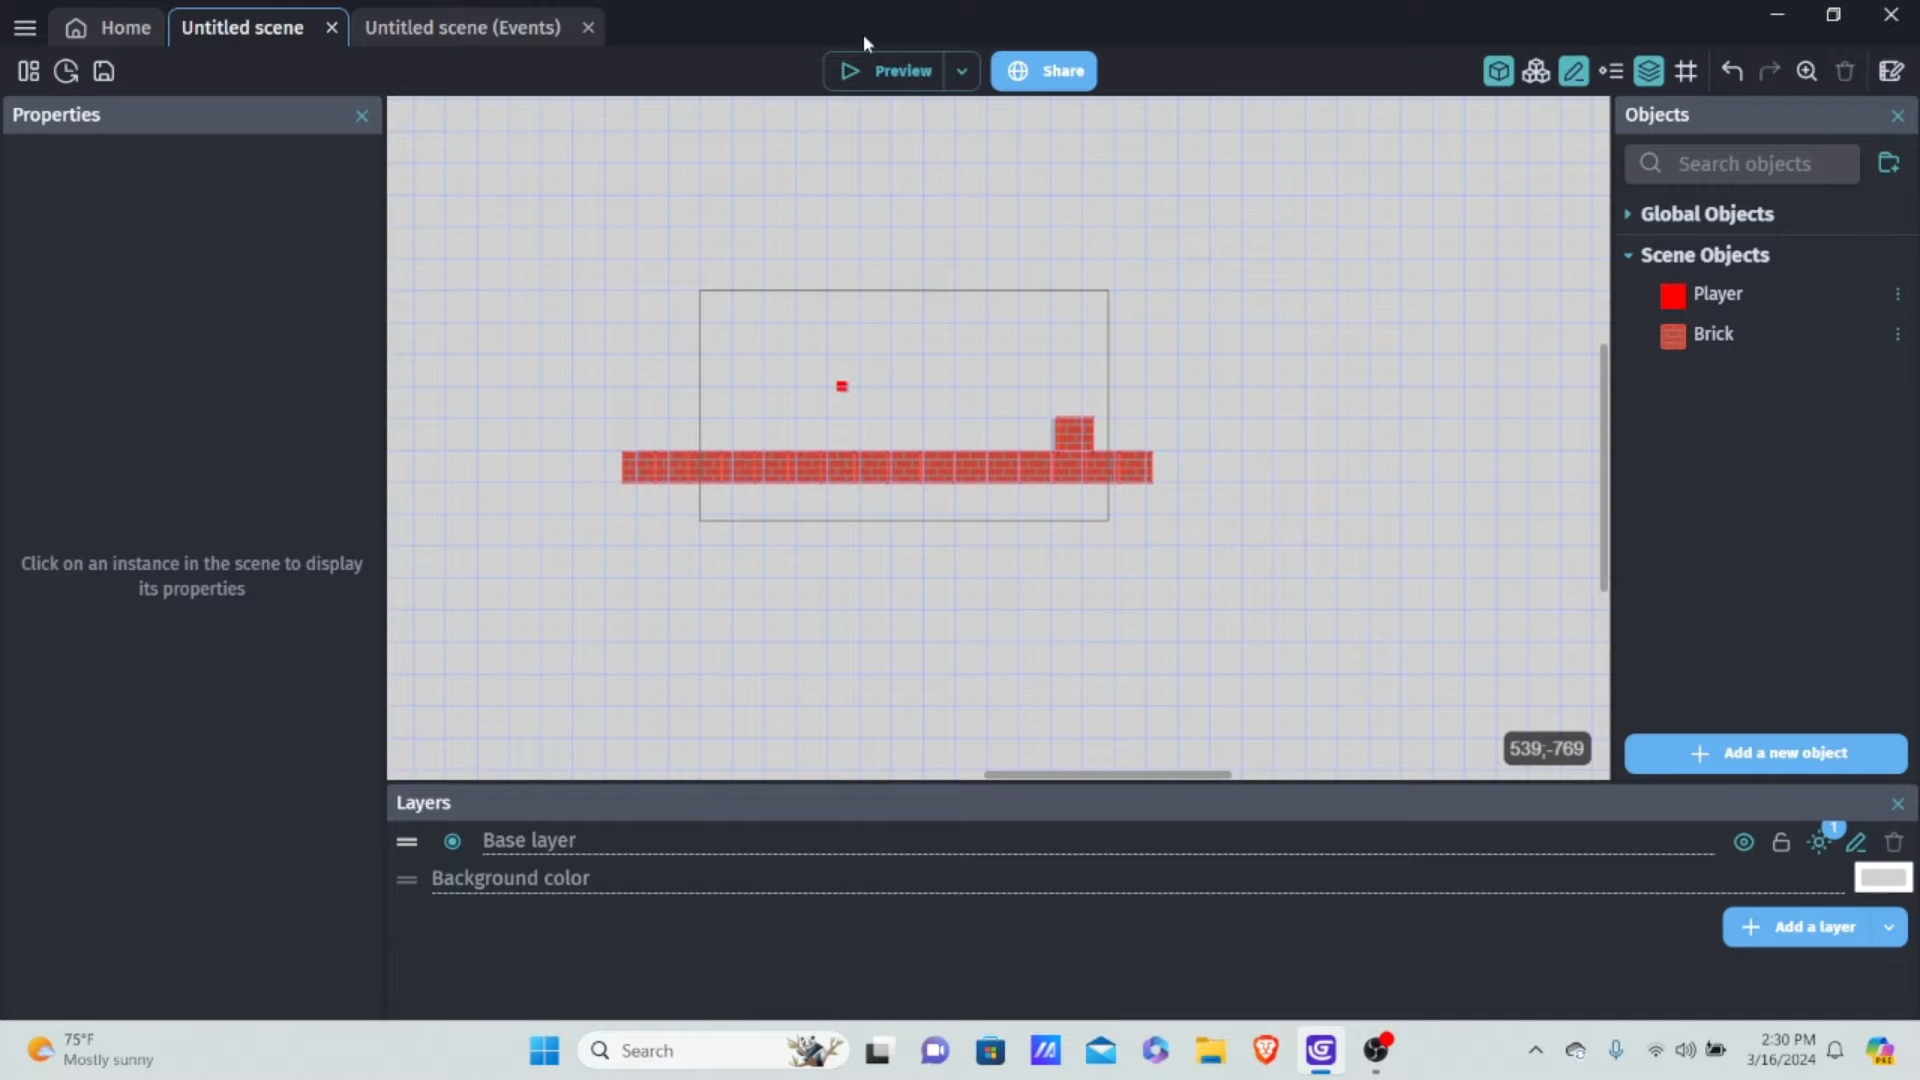 Home
Untitled scene
Untitled scene (Events)
Preview
Share
Properties
Objects
Search objects
Global Objects
Scene Objects
Player
Brick
Click on an instance in the scene to display
its properties
539;-769
Add a new object
Layers
Base layer
1
Background color
Add a layer
75°F
Mostly sunny
Search
2:30 PM
3/16/2024
PRE